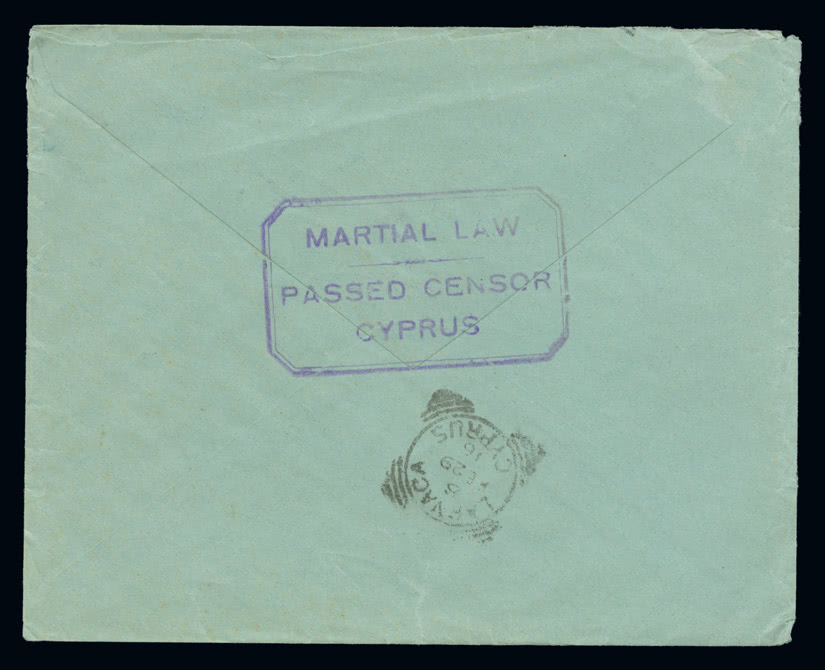 MARTIAL LAW
PASSED CENSOR
CYPRUS
LARNACA
CYPRUS